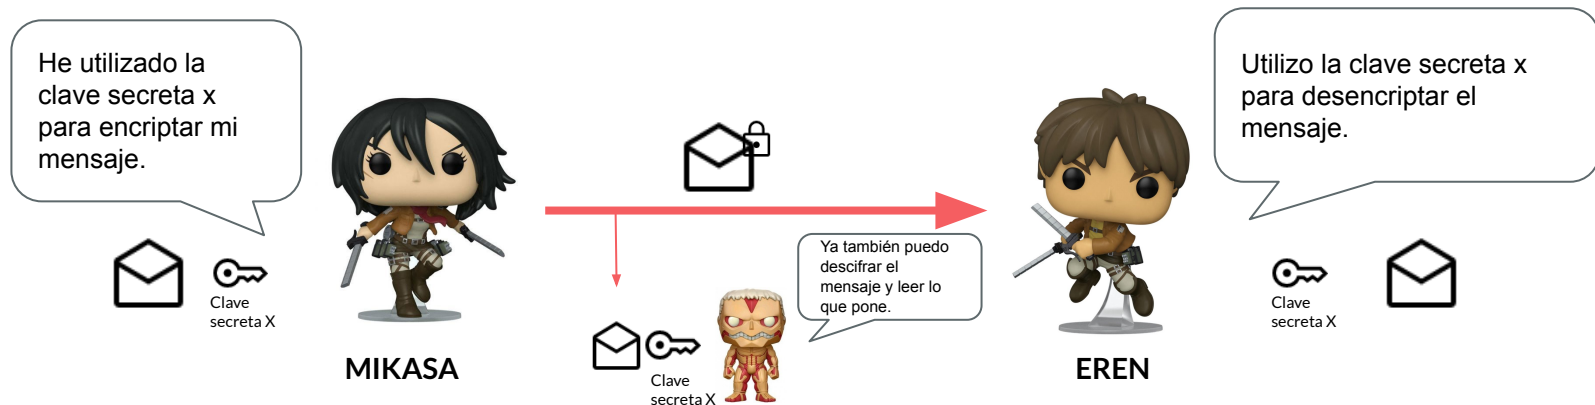 He utilizado la
clave secreta x
para encriptar mi
mensaje.
Clave
secreta X
MIKASA
Ya también puedo
descifrar el
mensaje y leer lo
que pone.
Clave
secreta X
EREN
Utilizo la clave secreta x
para desencriptar el
mensaje.
Clave
secreta X